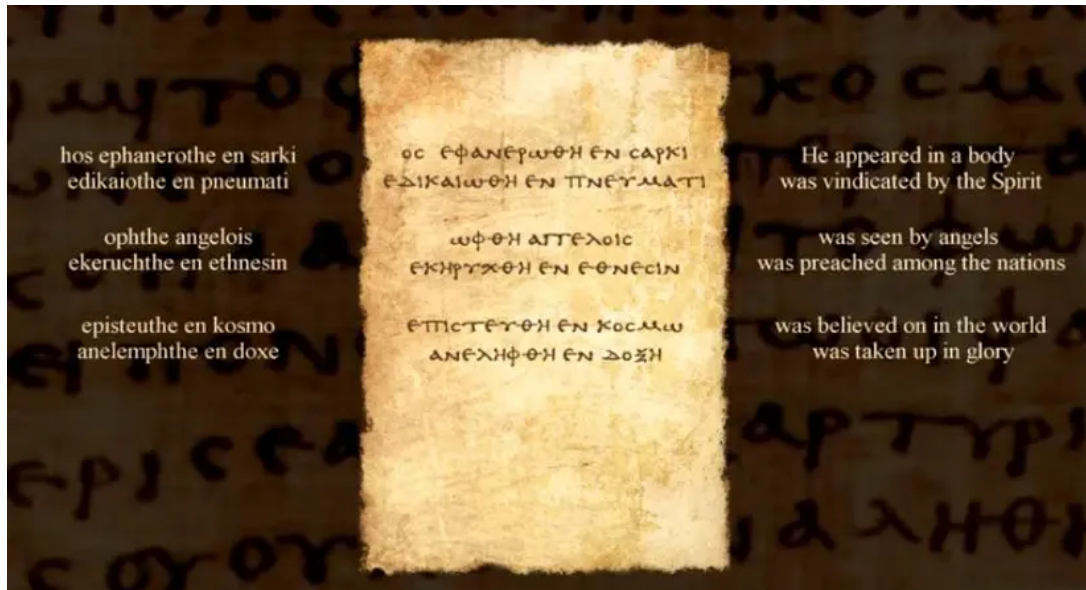 hos ephanerothe en sarki
edikaiothe en pneumati
ophthe angelois
ekeruchthe en ethnesin
episteuthe en kosmo
anelemphthe en doxe
ος εφανερωθη εν сαρκι
εδικαιωθη εν πνευματι
ωφθη αγγελοις
εκηρυχθη εν εθνεσιν
επιστευθη εν κοσμω
ανεληφθη εν δοξη
He appeared in a body
was vindicated by the Spirit
was seen by angels
was preached among the nations
was believed on in the world
was taken up in glory